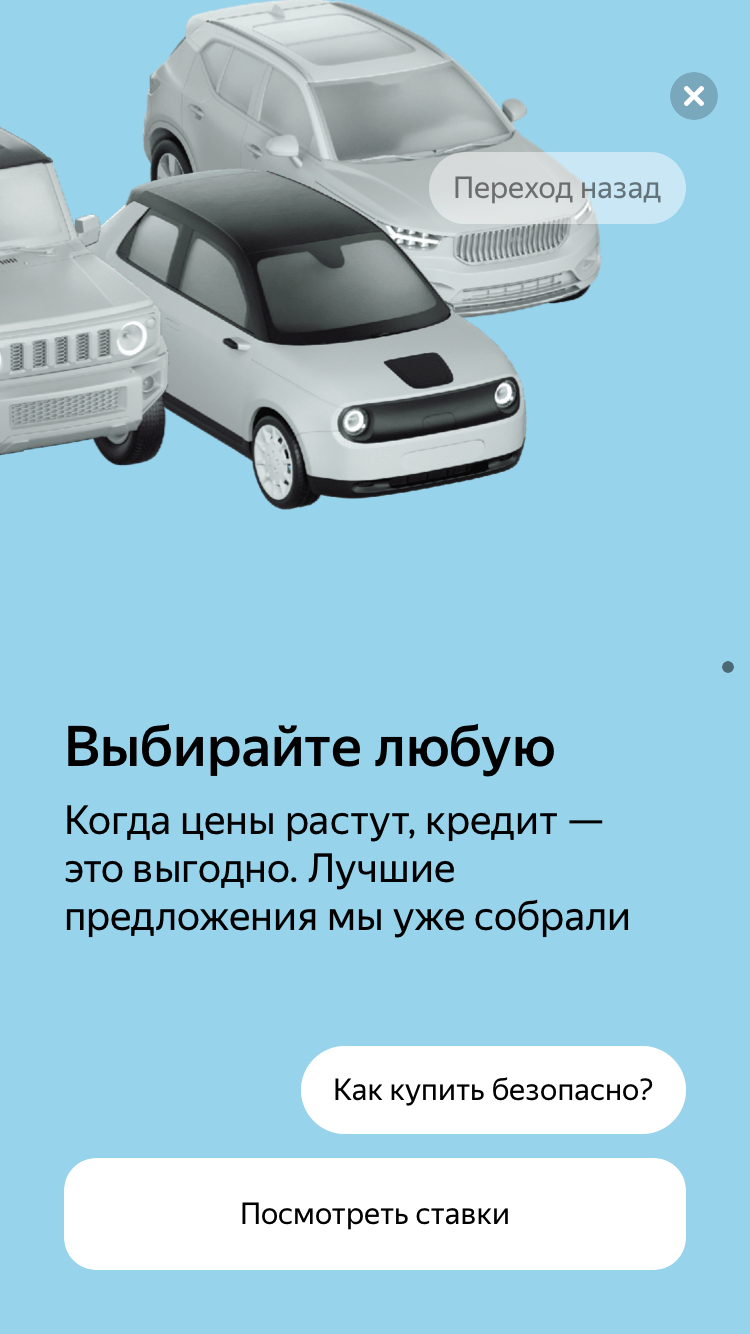 Переход назад
Выбирайте любую
Когда цены растут, кредит —
это выгодно. Лучшие
предложения мы уже собрали
Как купить безопасно?
Посмотреть ставки